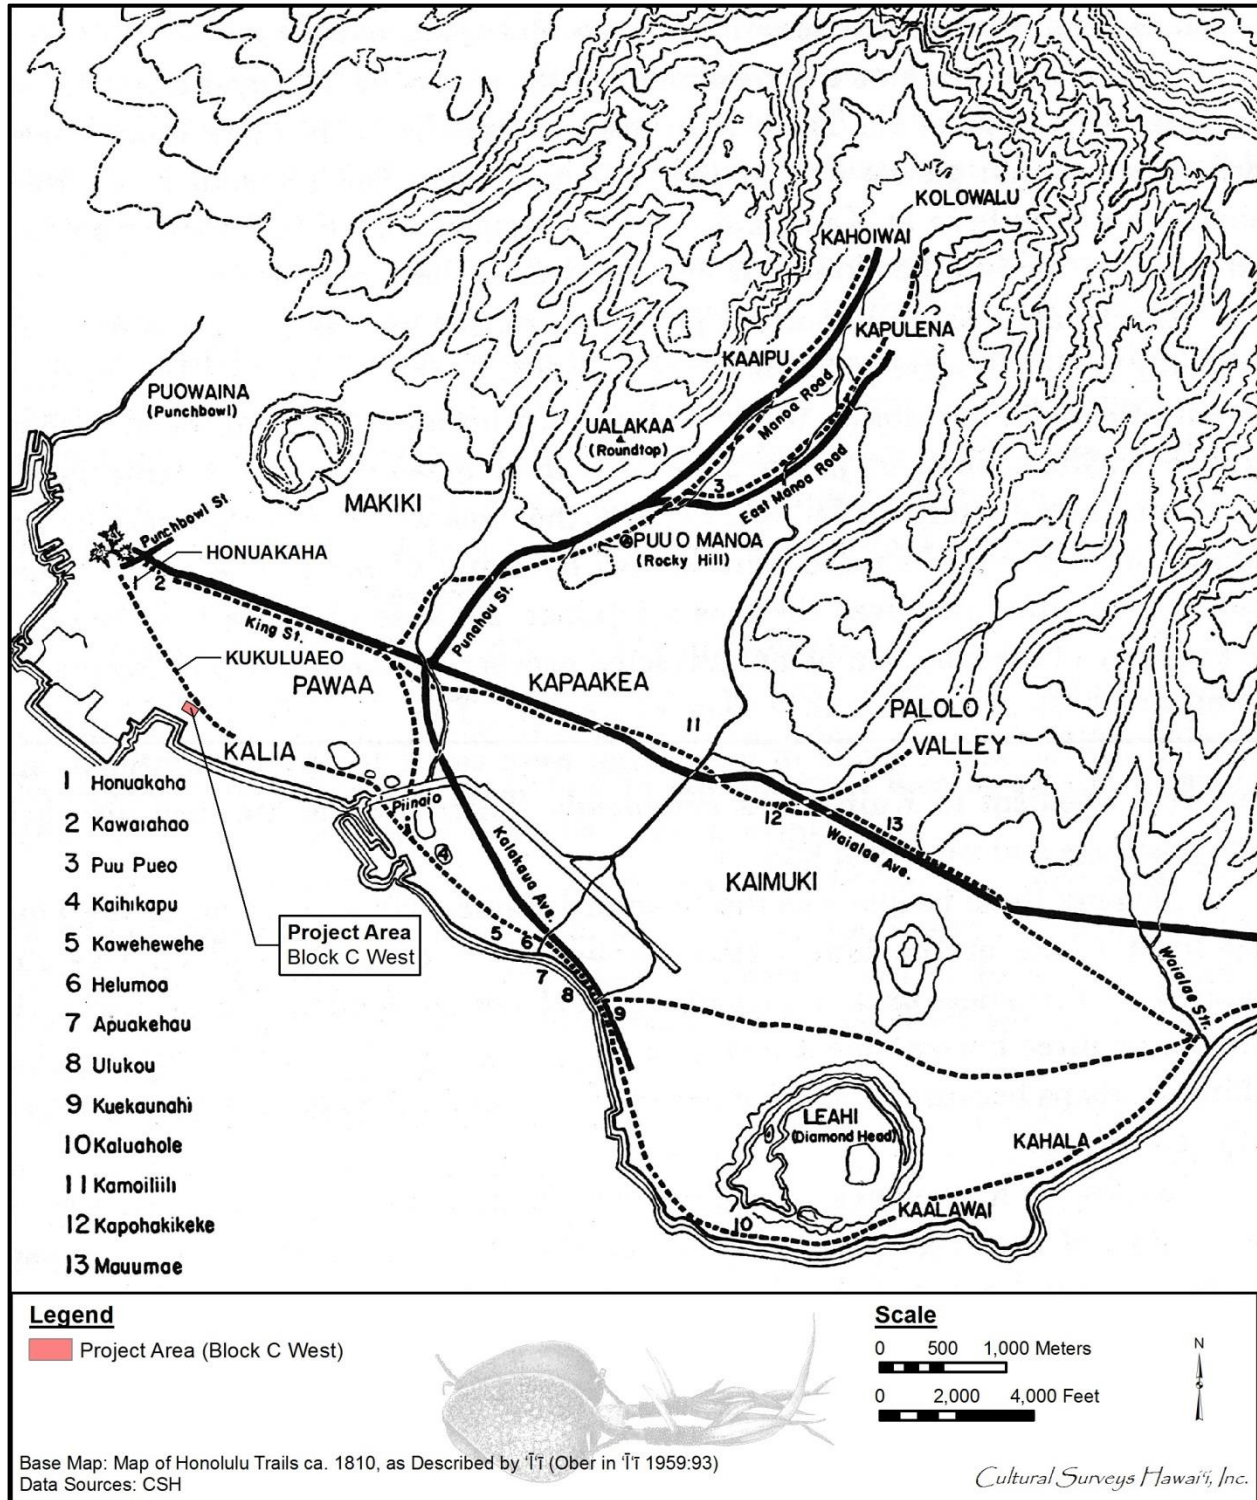 KOLOWALU
KAHOIWAI
KAPULENA
KAAIPU
PUOWAINA
(Punchbowl)
UALAKAA
(Roundtop)
Manoa Road
MAKIKI
3
East Manoa Road
Punchbowl St.
PUU O MANOA
(Rocky Hill)
HONUAKAHA
1 2
King St.
Punahou St.
KUKULUAEO
PAWAA
KAPAAKEA
PALOLO
VALLEY
11
KALIA
Piinaio
12
13
Waialae Ave.
4
Kalakaua Ave.
KAIMUKI
5
6
7
8
9
Waialae Str.
LEAHI
(Diamond Head)
KAHALA
KAALAWAI
10
1 Honuakaha
2 Kawaiahao
3 Puu Pueo
4 Kaihikapu
5 Kawehewehe
6 Helumoa
7 Apuakehau
8 Ulukou
9 Kuekaunahi
10 Kaluahole
11 Kamoiliili
12 Kapohakikeke
13 Mauumae
Project Area
Block C West
Legend
Project Area (Block C West)
Scale
0 500 1,000 Meters
0 2,000 4,000 Feet
N
Base Map: Map of Honolulu Trails ca. 1810, as Described by ʻĪʻī (Ober in ʻĪʻī 1959:93)
Data Sources: CSH
Cultural Surveys Hawaiʻi, Inc.